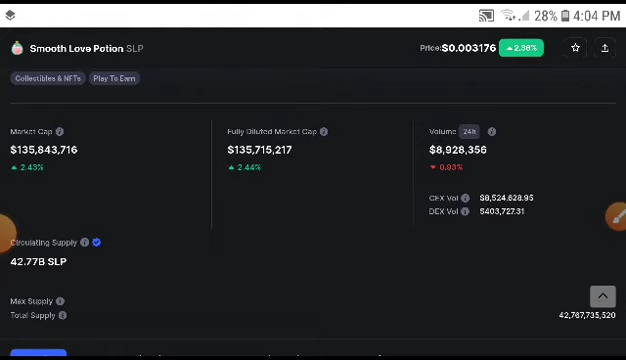 28% 4:04 PM
Smooth Love Potion SLP Price:$0.003176 2.36%
Collectibles & NFTs Play To Earn
Market Cap Fully Diluted Market Cap Volume 24h
$135,843,716 $135,715,217 $8,928,356
2.43% 2.44% 0.93%
CEX Vol $8,524,628.95
DEX Vol $403,727.31
Circulating Supply
42.77B SLP
Max Supply
Total Supply 42,767,735,520